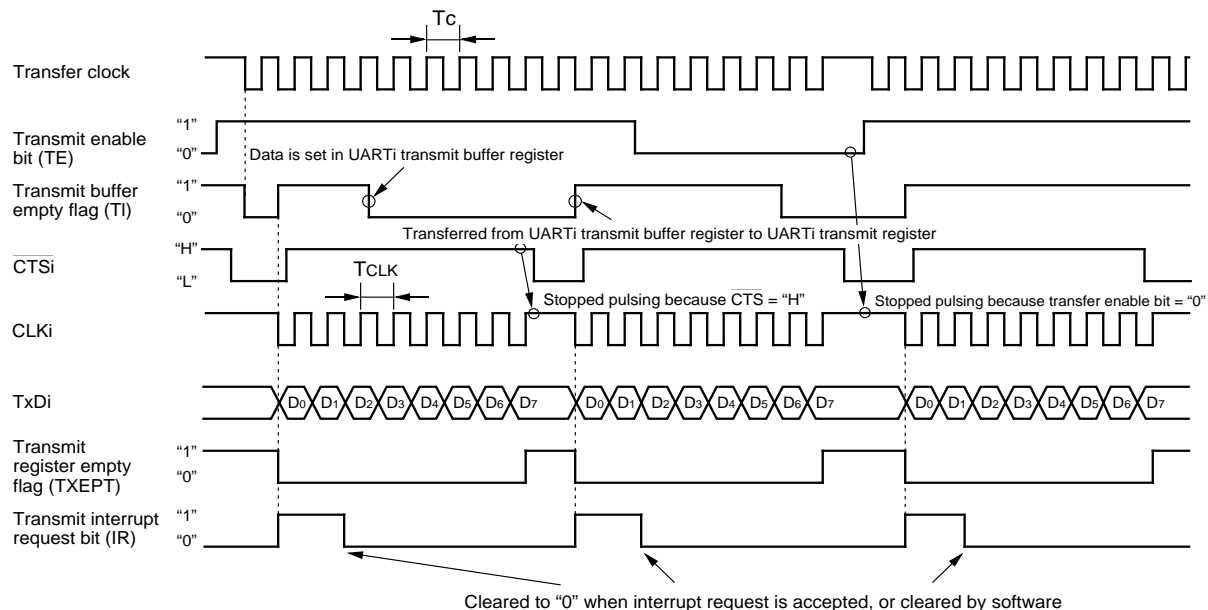 Tc
Transfer clock
Transmit enable
bit (TE)
“1”
“0”
Data is set in UARTi transmit buffer register
Transmit buffer
empty flag (TI)
“1”
“0”
Transferred from UARTi transmit buffer register to UARTi transmit register
CTSi
“H”
“L”
TCLK
Stopped pulsing because CTS = “H”
Stopped pulsing because transfer enable bit = “0”
CLKi
TxDi
D0 D1 D2 D3 D4 D5 D6 D7 D0 D1 D2 D3 D4 D5 D6 D7 D0 D1 D2 D3 D4 D5 D6 D7
Transmit
register empty
flag (TXEPT)
“1”
“0”
Transmit interrupt
request bit (IR)
“1”
“0”
Cleared to “0” when interrupt request is accepted, or cleared by software